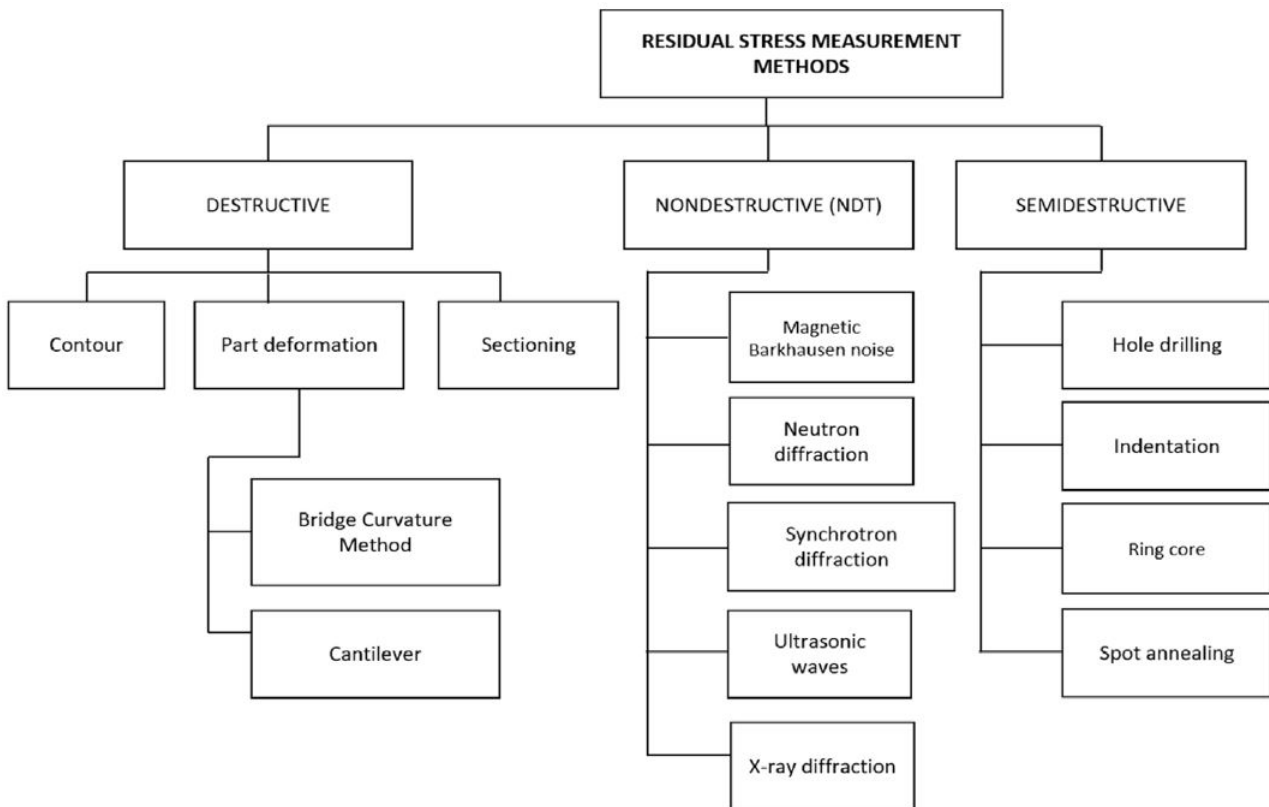 RESIDUAL STRESS MEASUREMENT
METHODS
DESTRUCTIVE
NONDESTRUCTIVE (NDT)
SEMIDESTRUCTIVE
Contour
Part deformation
Sectioning
Bridge Curvature
Method
Cantilever
Magnetic
Barkhausen noise
Neutron
diffraction
Synchrotron
diffraction
Ultrasonic
waves
X-ray diffraction
Hole drilling
Indentation
Ring core
Spot annealing